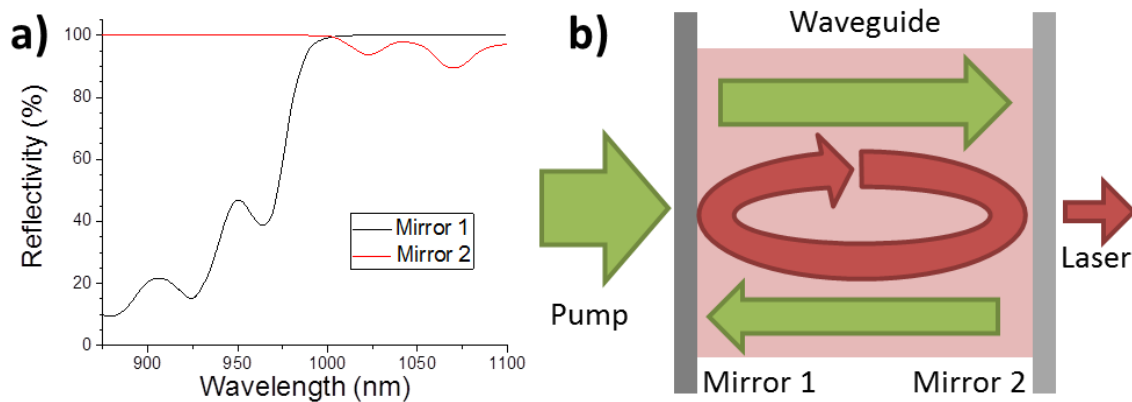 a)
Reflectivity (%)
100
80
60
40
20
0
900
950
1000
1050
1100
Wavelength (nm)
Mirror 1
Mirror 2
b)
Waveguide
Pump
Laser
Mirror 1
Mirror 2